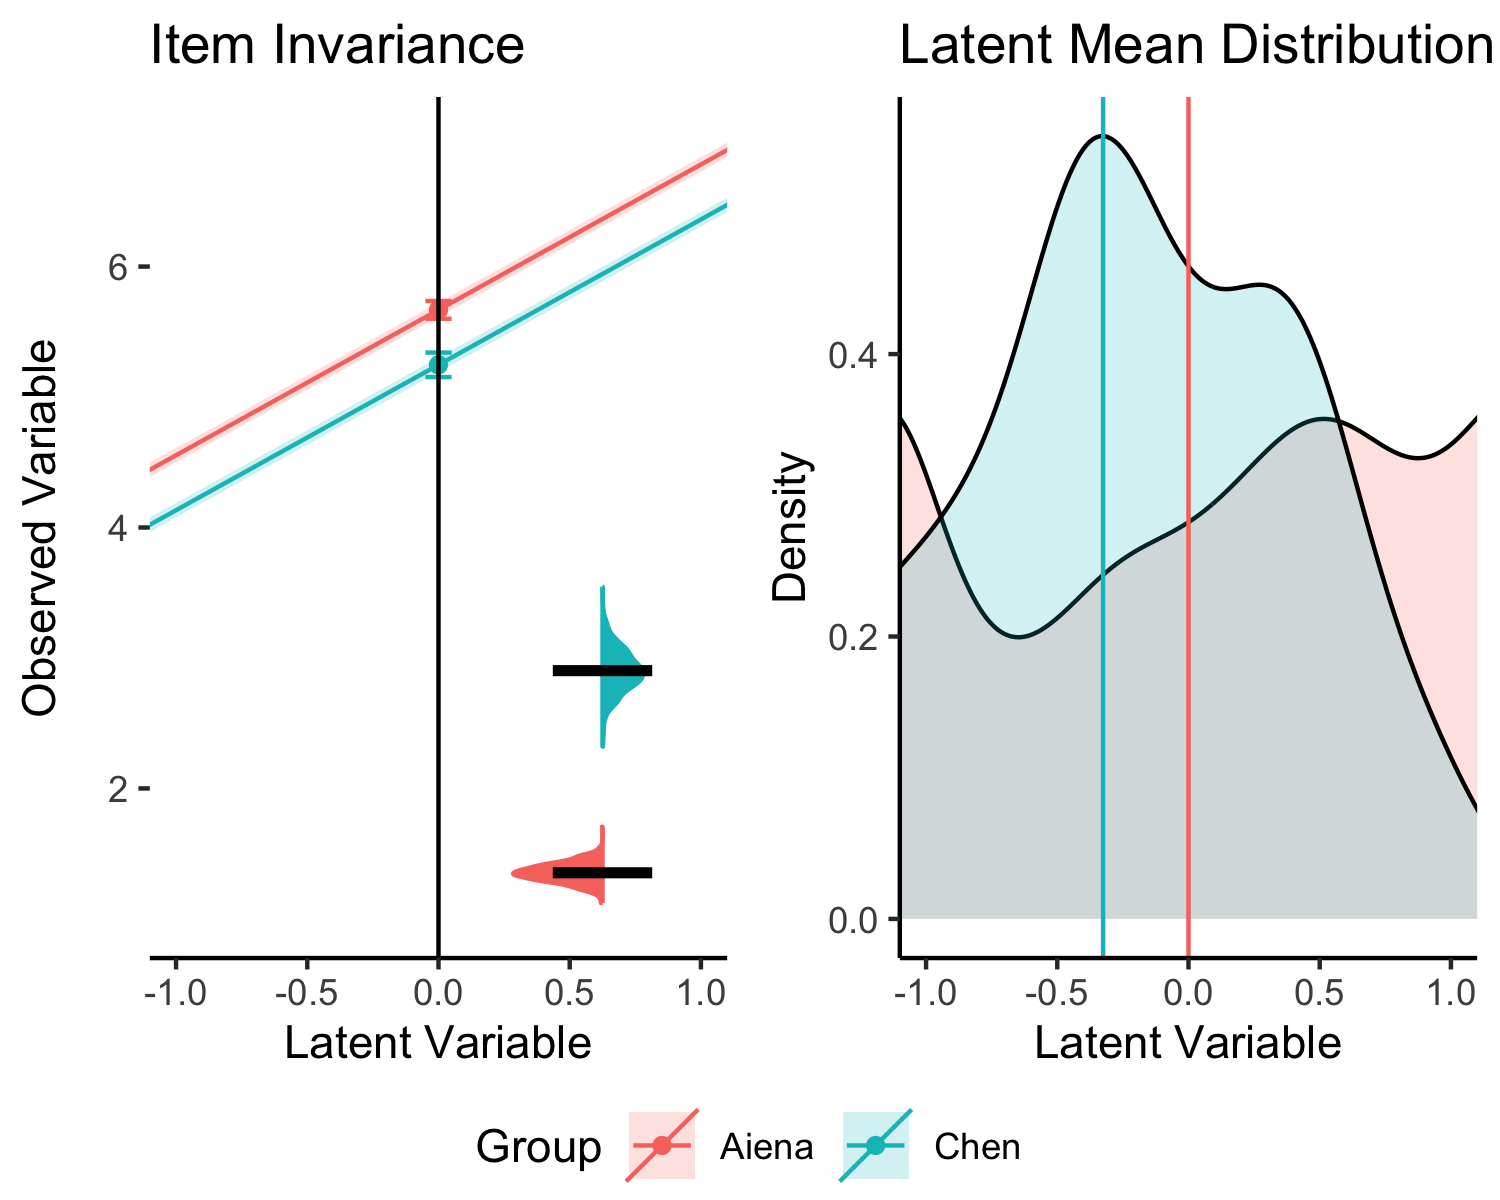 Item Invariance
Observed Variable
6
4
2
-1.0 -0.5 0.0 0.5 1.0
Latent Variable
Latent Mean Distribution
Density
0.4
0.2
0.0
-1.0 -0.5 0.0 0.5 1.0
Latent Variable
Group Aiena Chen